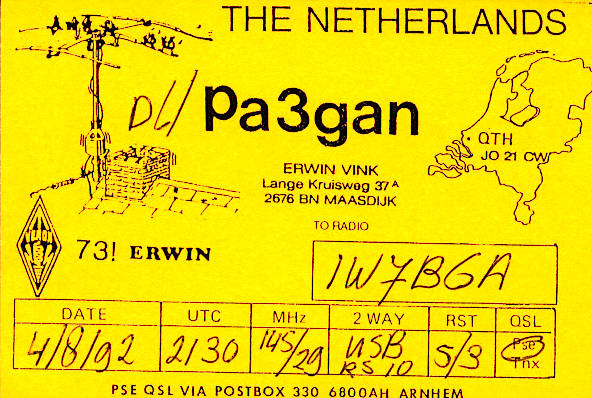 THE NETHERLANDS
DL/ pa3gan
QTH
JO 21 CW
ERWIN VINK
Lange Kruisweg 37A
2676 BN MAASDIJK
TO RADIO
73! ERWIN
IW7BGA
DATE UTC MHz 2 WAY RST QSL
4/8/92 2130 145/29 USB RS 10 5/3 Pse Tnx
PSE QSL VIA POSTBOX 330 6800AH ARNHEM